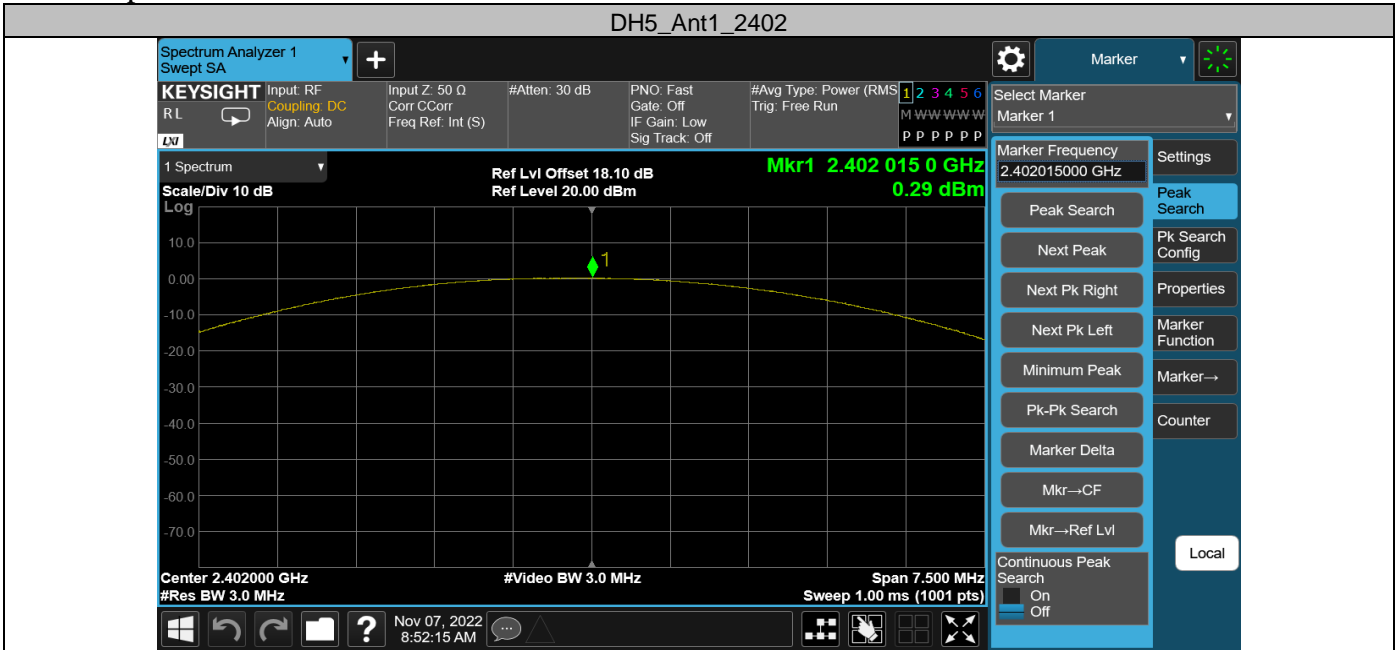 DH5_Ant1_2402
Spectrum Analyzer 1
Swept SA
Marker
KEYSIGHT
RL
LXI
Input: RF
Coupling: DC
Align: Auto
Input Z: 50 Ω
Corr CCorr
Freq Ref: Int (S)
#Atten: 30 dB
PNO: Fast
Gate: Off
IF Gain: Low
Sig Track: Off
#Avg Type: Power (RMS
Trig: Free Run
1 2 3 4 5 6
M W W W W W
P P P P P P
Select Marker
Marker 1
1 Spectrum
Scale/Div 10 dB
Ref Lvl Offset 18.10 dB
Ref Level 20.00 dBm
Mkr1 2.402 015 0 GHz
0.29 dBm
Log
10.0
0.00
-10.0
-20.0
-30.0
-40.0
-50.0
-60.0
-70.0
1
Center 2.402000 GHz
#Res BW 3.0 MHz
#Video BW 3.0 MHz
Span 7.500 MHz
Sweep 1.00 ms (1001 pts)
Marker Frequency
2.402015000 GHz
Peak Search
Next Peak
Next Pk Right
Next Pk Left
Minimum Peak
Pk-Pk Search
Marker Delta
Mkr→CF
Mkr→Ref Lvl
Continuous Peak
Search
On
Off
Settings
Peak
Search
Pk Search
Config
Properties
Marker
Function
Marker→
Counter
Local
?
Nov 07, 2022
8:52:15 AM